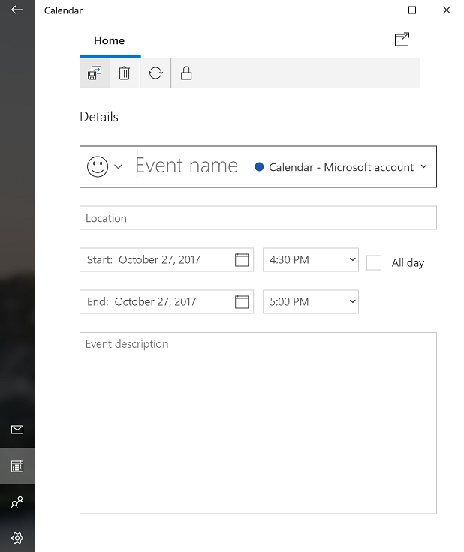 Calendar
Home
Details
Event name Calendar - Microsoft account
Location
Start: October 27, 2017 4:30 PM All day
End: October 27, 2017 5:00 PM
Event description